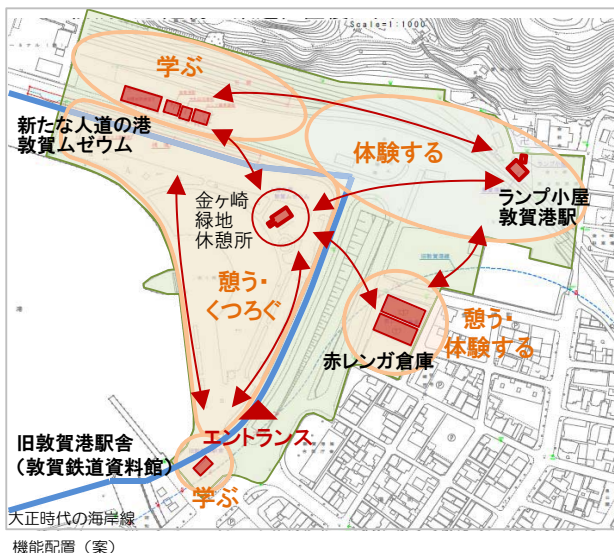 Scale=1:1000
学ぶ
新たな人道の港
敦賀ムゼウム
体験する
ランプ小屋
敦賀港駅
金ヶ崎
緑地
休憩所
憩う・
くつろぐ
憩う・
体験する
赤レンガ倉庫
エントランス
旧敦賀港駅舎
（敦賀鉄道資料館）
学ぶ
大正時代の海岸線
機能配置（案）